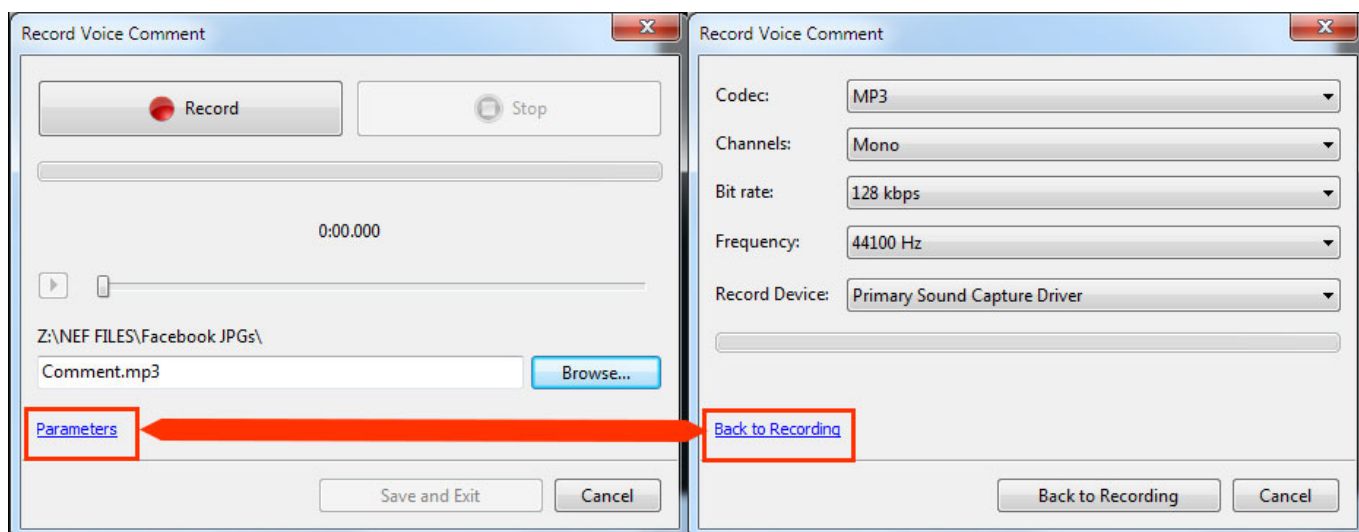 Record Voice Comment
Record
Stop
0:00.000
Z:\NEF FILES\Facebook JPGs\
Comment.mp3
Browse...
Parameters
Save and Exit
Cancel
Record Voice Comment
Codec:
MP3
Channels:
Mono
Bit rate:
128 kbps
Frequency:
44100 Hz
Record Device:
Primary Sound Capture Driver
Back to Recording
Back to Recording
Cancel